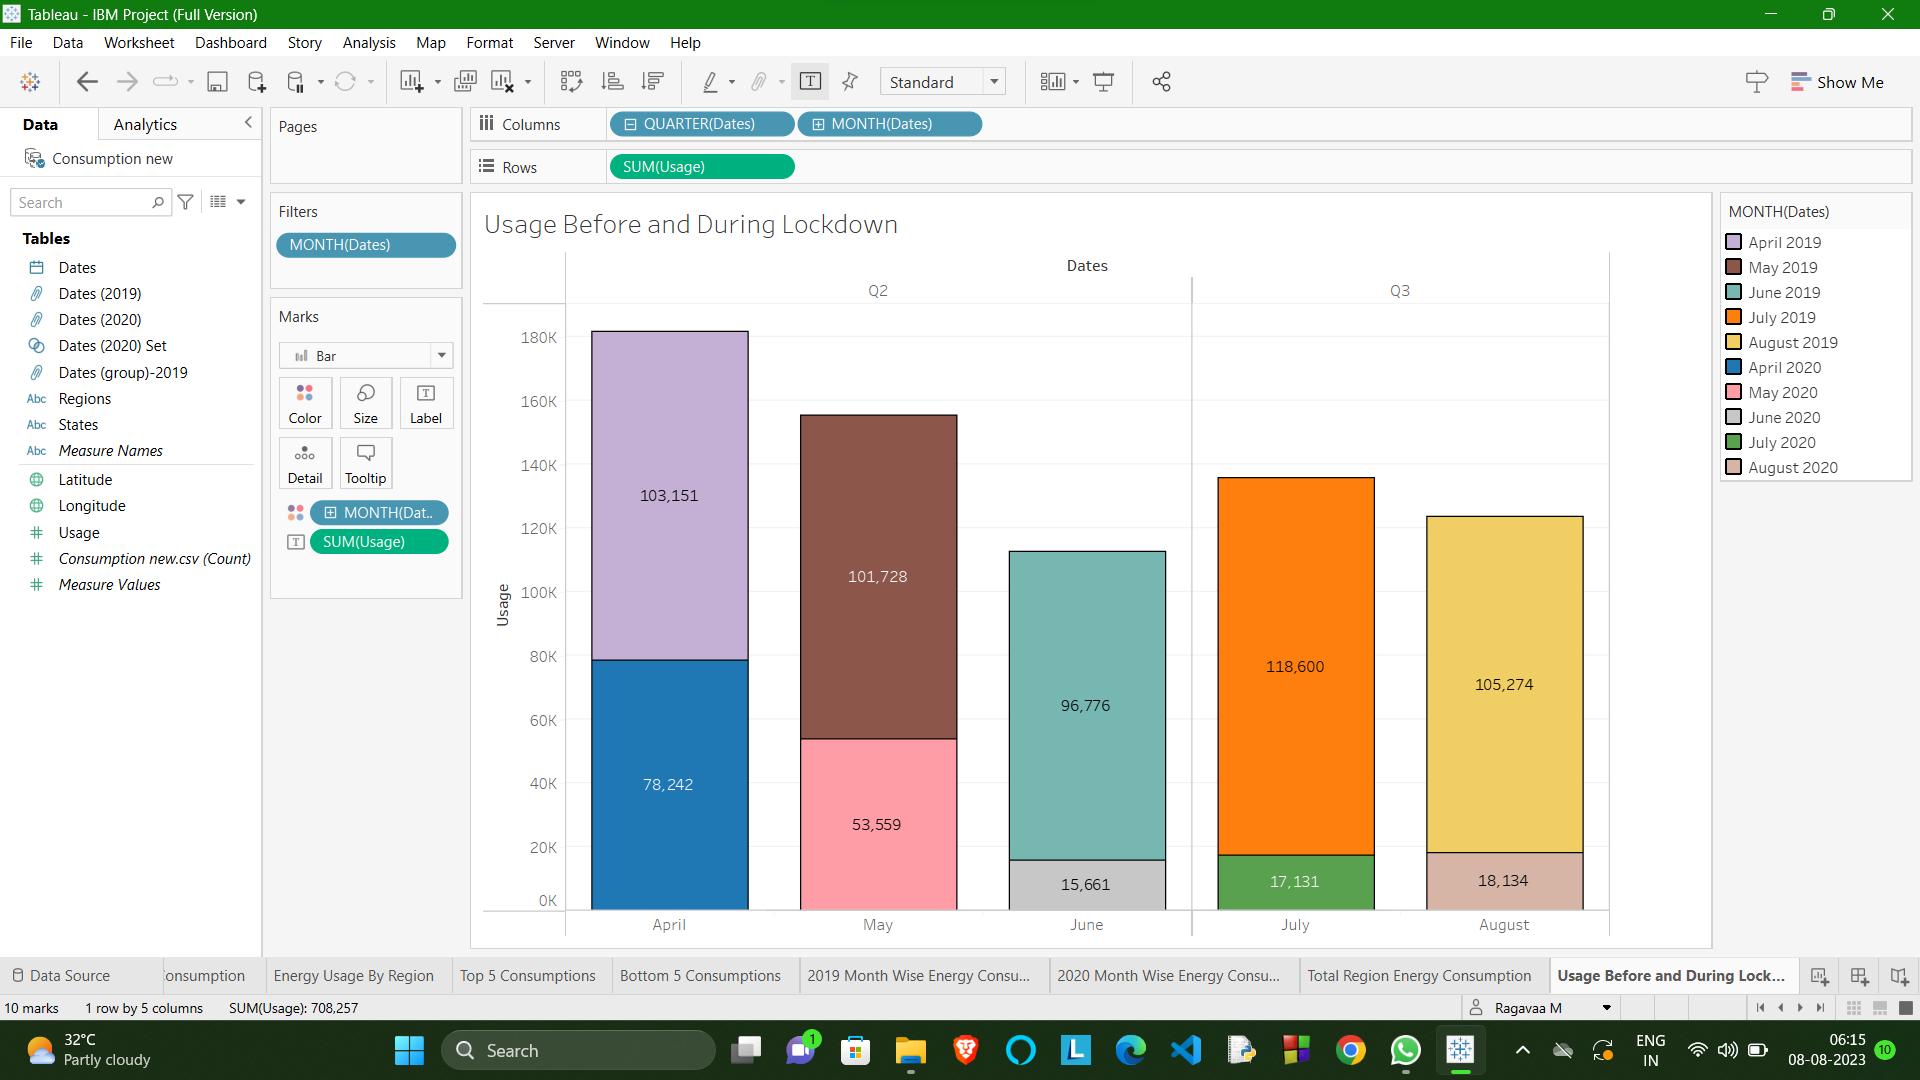 Tableau - IBM Project (Full Version)
File Data Worksheet Dashboard Story Analysis Map Format Server Window Help
Standard
Show Me
Data Analytics
Consumption new
Search
Tables
Dates
Dates (2019)
Dates (2020)
Dates (2020) Set
Dates (group)-2019
Abc Regions
Abc States
Abc Measure Names
Latitude
Longitude
Usage
Consumption new.csv (Count)
Measure Values
Pages
Filters
MONTH(Dates)
Marks
Bar
Color Size Label
Detail Tooltip
MONTH(Dat..
SUM(Usage)
Columns QUARTER(Dates) MONTH(Dates)
Rows SUM(Usage)
Usage Before and During Lockdown
Dates
Q2 Q3
Usage
180K
160K
140K
120K
100K
80K
60K
40K
20K
0K
103,151
78,242
101,728
53,559
96,776
15,661
118,600
17,131
105,274
18,134
April May June July August
MONTH(Dates)
April 2019
May 2019
June 2019
July 2019
August 2019
April 2020
May 2020
June 2020
July 2020
August 2020
Data Source onsumption Energy Usage By Region Top 5 Consumptions Bottom 5 Consumptions 2019 Month Wise Energy Consu... 2020 Month Wise Energy Consu... Total Region Energy Consumption Usage Before and During Lock...
10 marks 1 row by 5 columns SUM(Usage): 708,257 Ragavaa M
32°C
Partly cloudy
Search
1
L
ENG
IN
06:15
08-08-2023
10